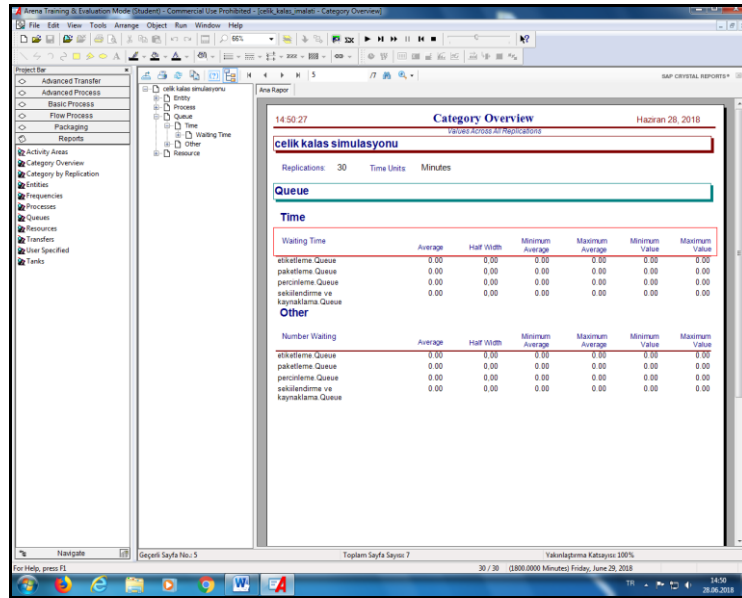 Arena Training & Evaluation Mode (Student) - Commercial Use Prohibited - [celik_kalas_imalati - Category Overview]
File Edit View Tools Arrange Object Run Window Help
66%
Project Bar
Advanced Transfer
Advanced Process
Basic Process
Flow Process
Packaging
Reports
Activity Areas
Category Overview
Category by Replication
Entities
Frequencies
Processes
Queues
Resources
Transfers
User Specified
Tanks
Navigate
5 /7
SAP CRYSTAL REPORTS®
celik kalas simulasyonu
Entity
Process
Queue
Time
Waiting Time
Other
Resource
Ana Rapor
14:50:27 Category Overview Haziran 28, 2018
Values Across All Replications
celik kalas simulasyonu
Replications: 30 Time Units: Minutes
Queue
Time
Waiting Time Average Half Width Minimum Average Maximum Average Minimum Value Maximum Value
etiketleme.Queue 0.00 0,00 0.00 0.00 0.00 0.00
paketleme.Queue 0.00 0,00 0.00 0.00 0.00 0.00
percinleme.Queue 0.00 0,00 0.00 0.00 0.00 0.00
sekillendirme ve 0.00 0,00 0.00 0.00 0.00 0.00
kaynaklama.Queue
Other
Number Waiting Average Half Width Minimum Average Maximum Average Minimum Value Maximum Value
etiketleme.Queue 0.00 0,00 0.00 0.00 0.00 0.00
paketleme.Queue 0.00 0,00 0.00 0.00 0.00 0.00
percinleme.Queue 0.00 0,00 0.00 0.00 0.00 0.00
sekillendirme ve 0.00 0,00 0.00 0.00 0.00 0.00
kaynaklama.Queue
Geçerli Sayfa No.: 5 Toplam Sayfa Sayısı: 7 Yakınlaştırma Katsayısı: 100%
For Help, press F1 30 / 30 (1800.0000 Minutes) Friday, June 29, 2018
TR 14:50
28.06.2018